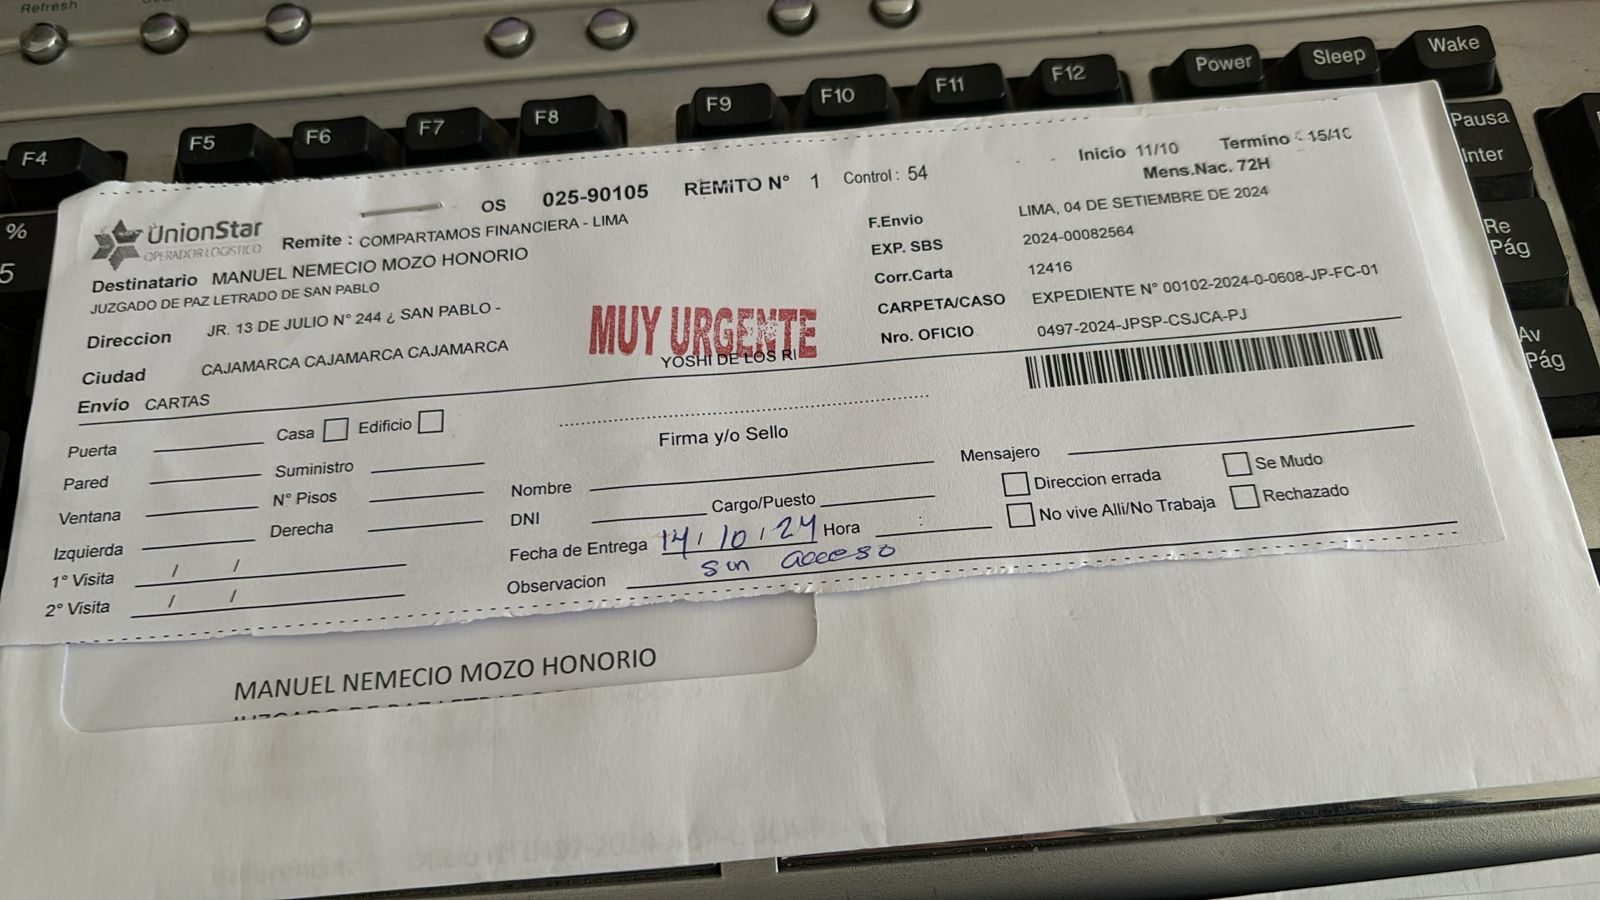 Refresh
F4
F5
F6
F7
F8
F9
F10
F11
F12
Power
Sleep
Wake
Pausa
Inter
%
5
Re
Pág
Av
Pág
OS 025-90105 REMITO N° 1 Control : 54
Inicio 11/10 Termino 15/10
Mens.Nac. 72H
UnionStar
OPERADOR LOGISTICO
Remite : COMPARTAMOS FINANCIERA - LIMA
Destinatario MANUEL NEMECIO MOZO HONORIO
JUZGADO DE PAZ LETRADO DE SAN PABLO
Direccion JR. 13 DE JULIO N° 244 ¿ SAN PABLO -
Ciudad CAJAMARCA CAJAMARCA CAJAMARCA
Envío CARTAS
MUY URGENTE
YOSHI DE LOS RI
F.Envio LIMA, 04 DE SETIEMBRE DE 2024
EXP. SBS 2024-00082564
Corr.Carta 12416
CARPETA/CASO EXPEDIENTE N° 00102-2024-0-0608-JP-FC-01
Nro. OFICIO 0497-2024-JPSP-CSJCA-PJ
Puerta Casa Edificio
Pared Suministro
Ventana N° Pisos
Izquierda Derecha
1° Visita / /
2° Visita / /
Firma y/o Sello
Nombre
DNI Cargo/Puesto
Fecha de Entrega 14 / 10 / 24 Hora :
Observacion sin acceso
Mensajero
Direccion errada Se Mudo
No vive Alli/No Trabaja Rechazado
MANUEL NEMECIO MOZO HONORIO
JUZGADO DE PAZ LETRADO